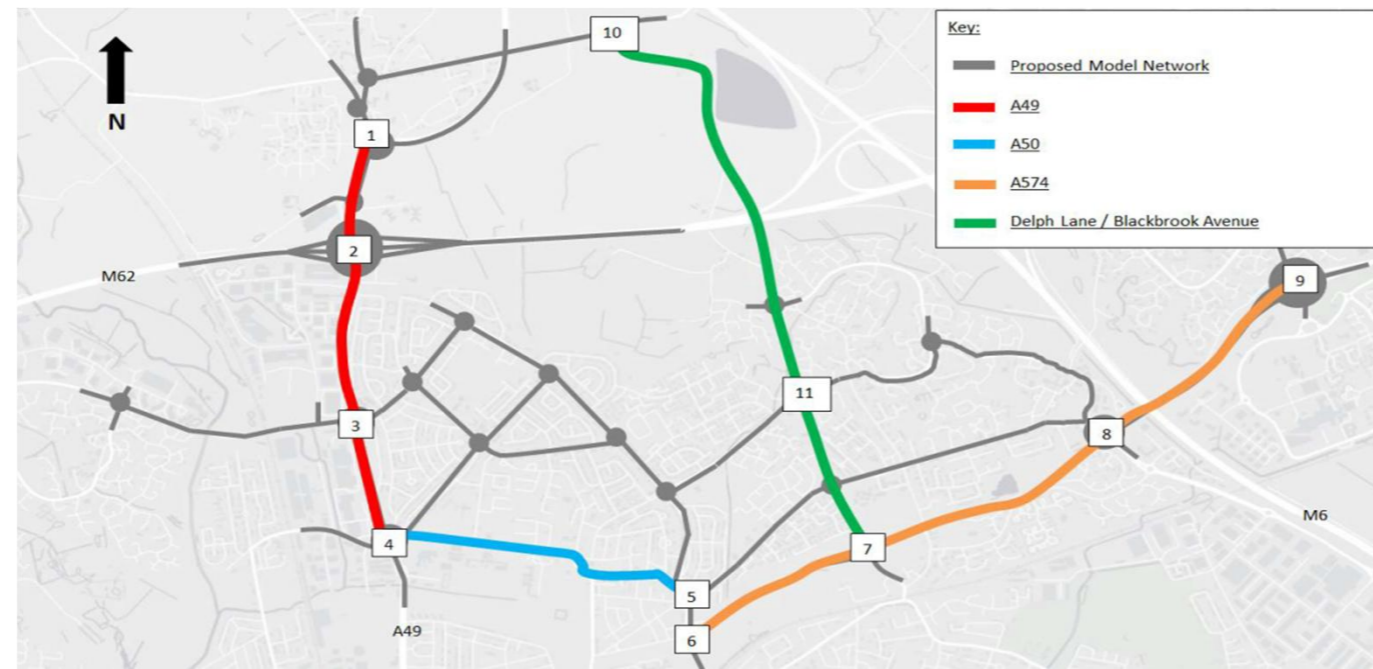 10
Key:
Proposed Model Network
A49
A50
A574
Delph Lane / Blackbrook Avenue
N
1
2
M62
9
11
3
8
4
7
M6
5
A49
6